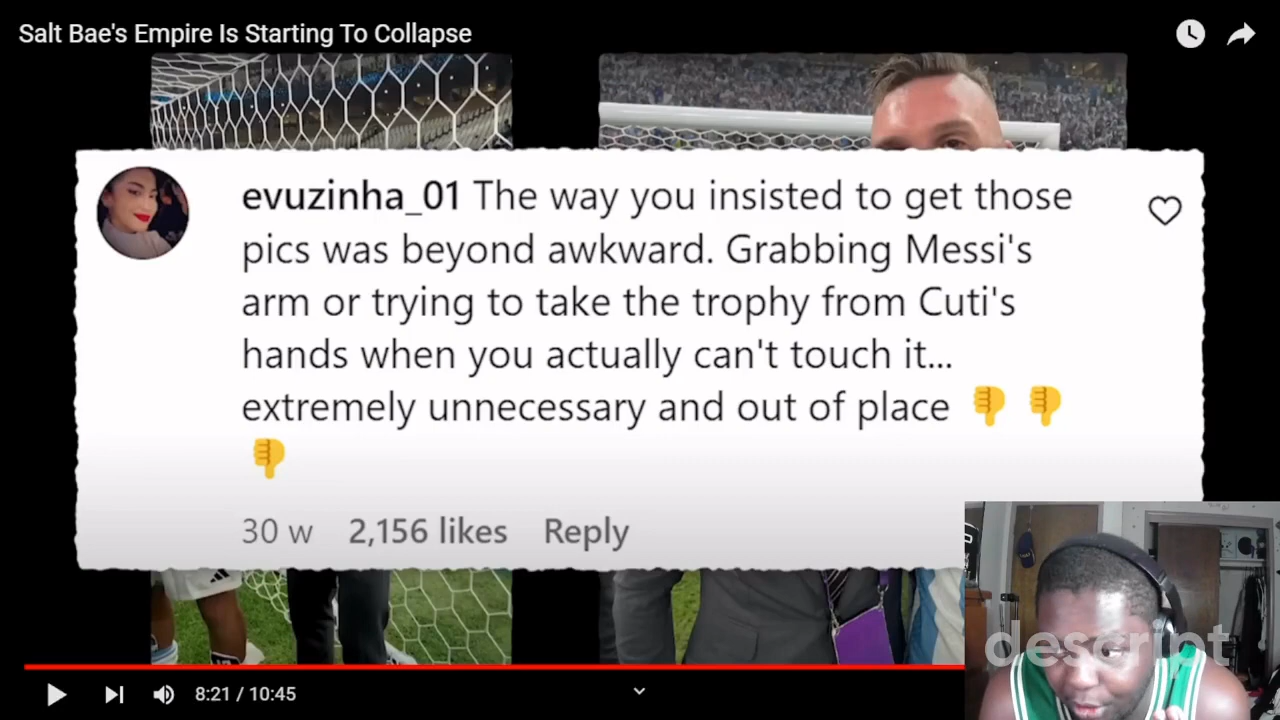 Salt Bae's Empire Is Starting To Collapse
evuzinha_01 The way you insisted to get those
pics was beyond awkward. Grabbing Messi's
arm or trying to take the trophy from Cuti's
hands when you actually can't touch it...
extremely unnecessary and out of place 👎 👎
👎
30 w 2,156 likes Reply
descript
8:21 / 10:45